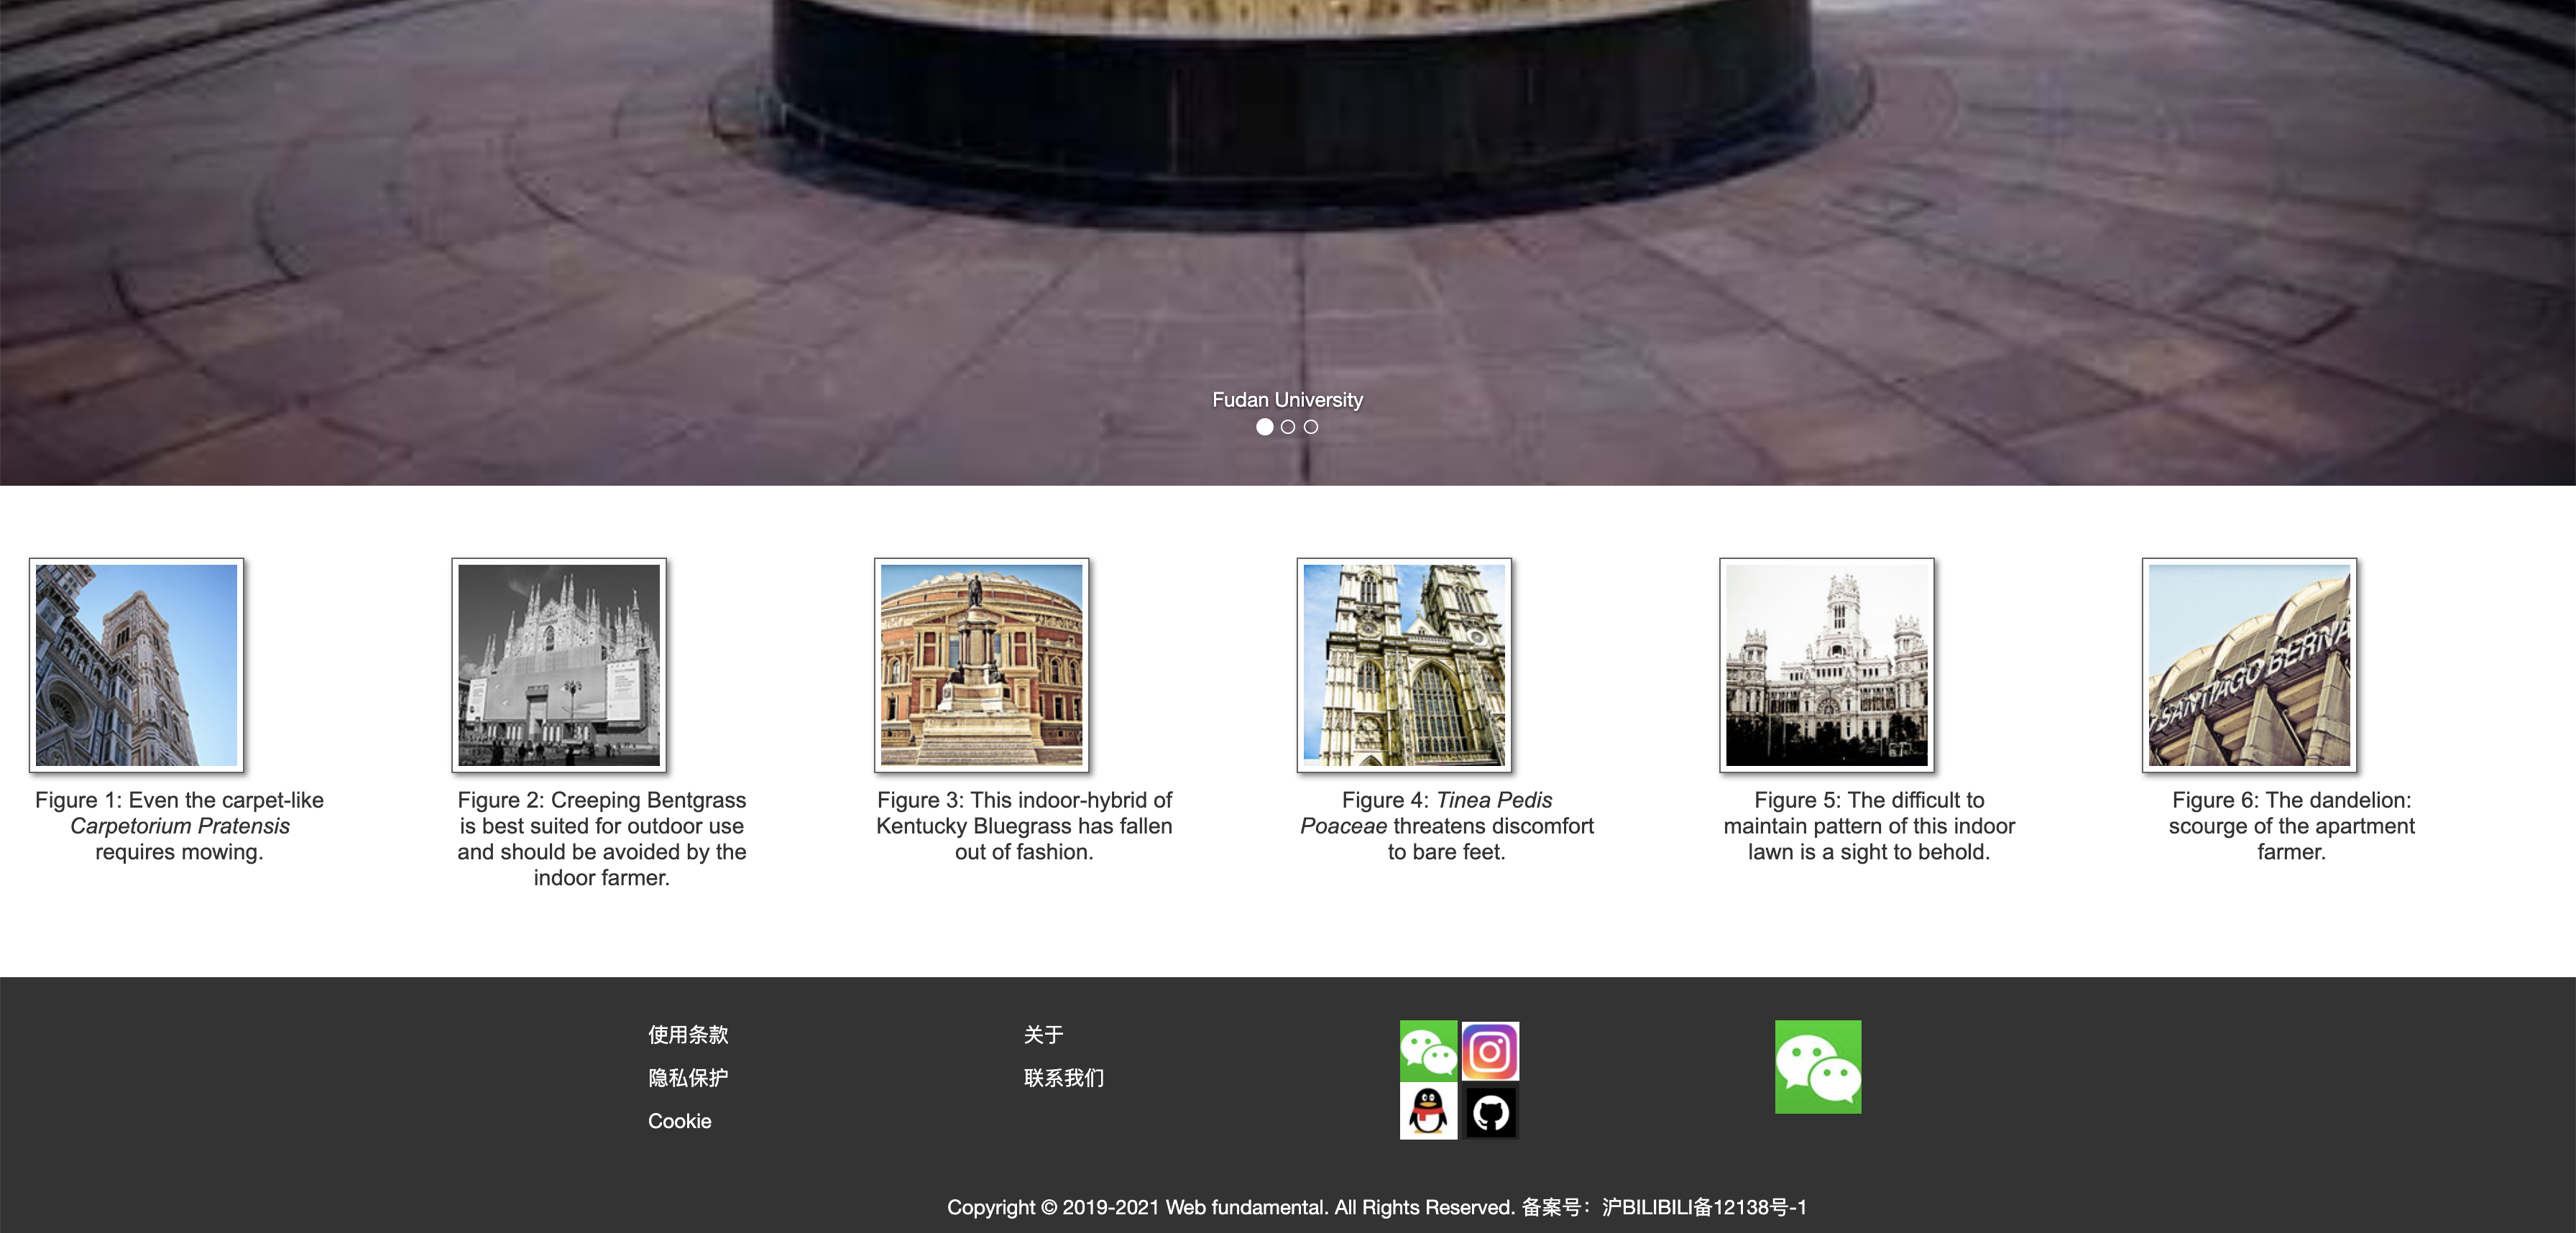 Fudan University
SANTIAGO BERNA
Figure 1: Even the carpet-like
Carpetorium Pratensis
requires mowing.
Figure 2: Creeping Bentgrass
is best suited for outdoor use
and should be avoided by the
indoor farmer.
Figure 3: This indoor-hybrid of
Kentucky Bluegrass has fallen
out of fashion.
Figure 4: Tinea Pedis
Poaceae threatens discomfort
to bare feet.
Figure 5: The difficult to
maintain pattern of this indoor
lawn is a sight to behold.
Figure 6: The dandelion:
scourge of the apartment
farmer.
使用条款
隐私保护
Cookie
关于
联系我们
Copyright © 2019-2021 Web fundamental. All Rights Reserved. 备案号：沪BILIBILI备12138号-1